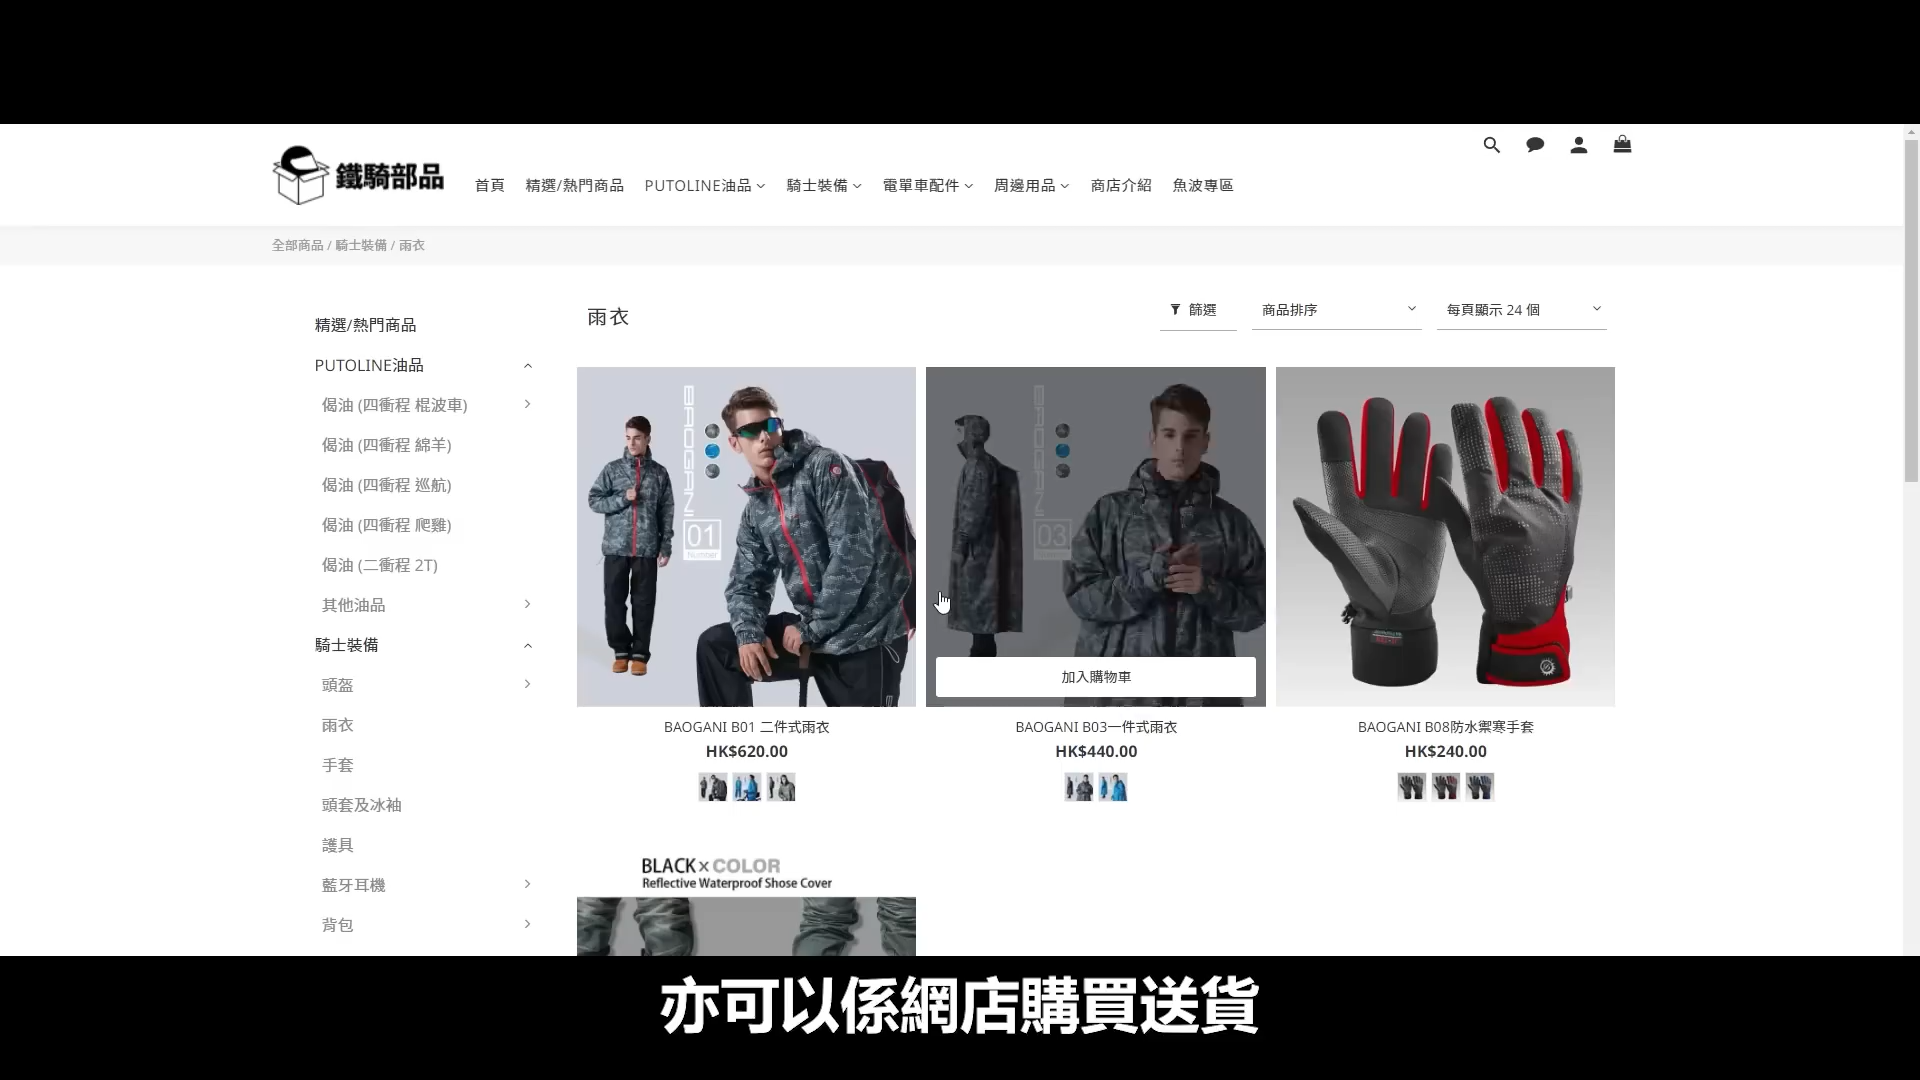 鐵騎部品
首頁 精選/熱門商品 PUTOLINE油品 騎士裝備 電單車配件 周邊用品 商店介紹 魚波專區
全部商品 / 騎士裝備 / 雨衣
精選/熱門商品
PUTOLINE油品
偈油 (四衝程 棍波車)
偈油 (四衝程 綿羊)
偈油 (四衝程 巡航)
偈油 (四衝程 爬雞)
偈油 (二衝程 2T)
其他油品
騎士裝備
頭盔
雨衣
手套
頭套及冰袖
護具
藍牙耳機
背包
雨衣
篩選 商品排序 每頁顯示 24 個
BAOGANI
01
Number
BAOGANI B01 二件式雨衣
HK$620.00
BAOGANI
03
Number
加入購物車
BAOGANI B03一件式雨衣
HK$440.00
BAOGANI B08防水禦寒手套
HK$240.00
BLACK×COLOR
Reflective Waterproof Shose Cover
亦可以係網店購買送貨